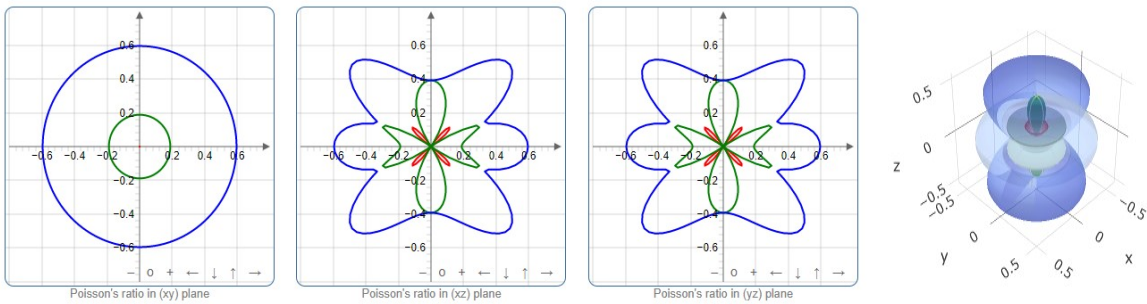 0.6
0.4
0.2
−0.6 −0.4 −0.2 0.2 0.4 0.6
−0.2
−0.4
−0.6
− o + ← ↓ ↑ →
Poisson's ratio in (xy) plane
0.6
0.4
0.2
−0.6 −0.4 −0.2 0.2 0.4 0.6
−0.2
−0.4
−0.6
− o + ← ↓ ↑ →
Poisson's ratio in (xz) plane
0.6
0.4
0.2
−0.6 −0.4 −0.2 0.2 0.4 0.6
−0.2
−0.4
−0.6
− o + ← ↓ ↑ →
Poisson's ratio in (yz) plane
0.5
0
z
−0.5
−0.5 −0.5
0 0
y x
0.5 0.5